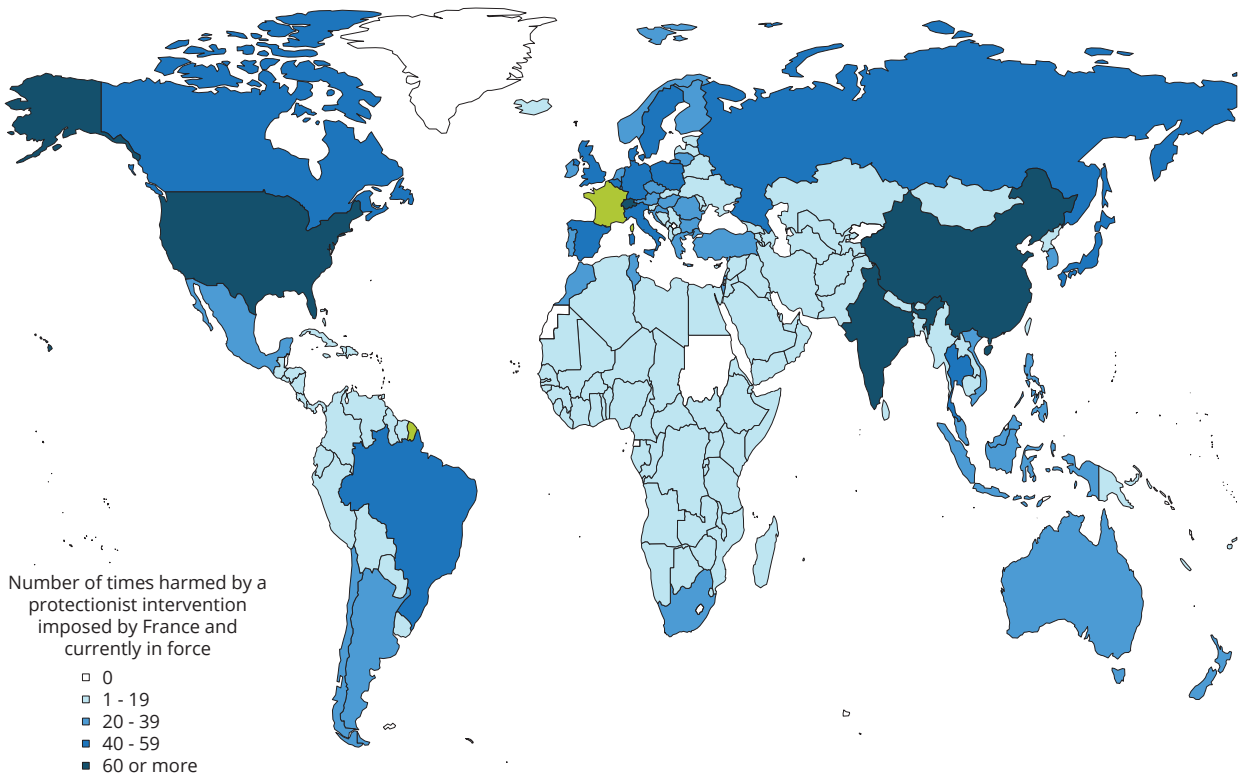 Number of times harmed by a
protectionist intervention
imposed by France and
currently in force
0
1 - 19
20 - 39
40 - 59
60 or more